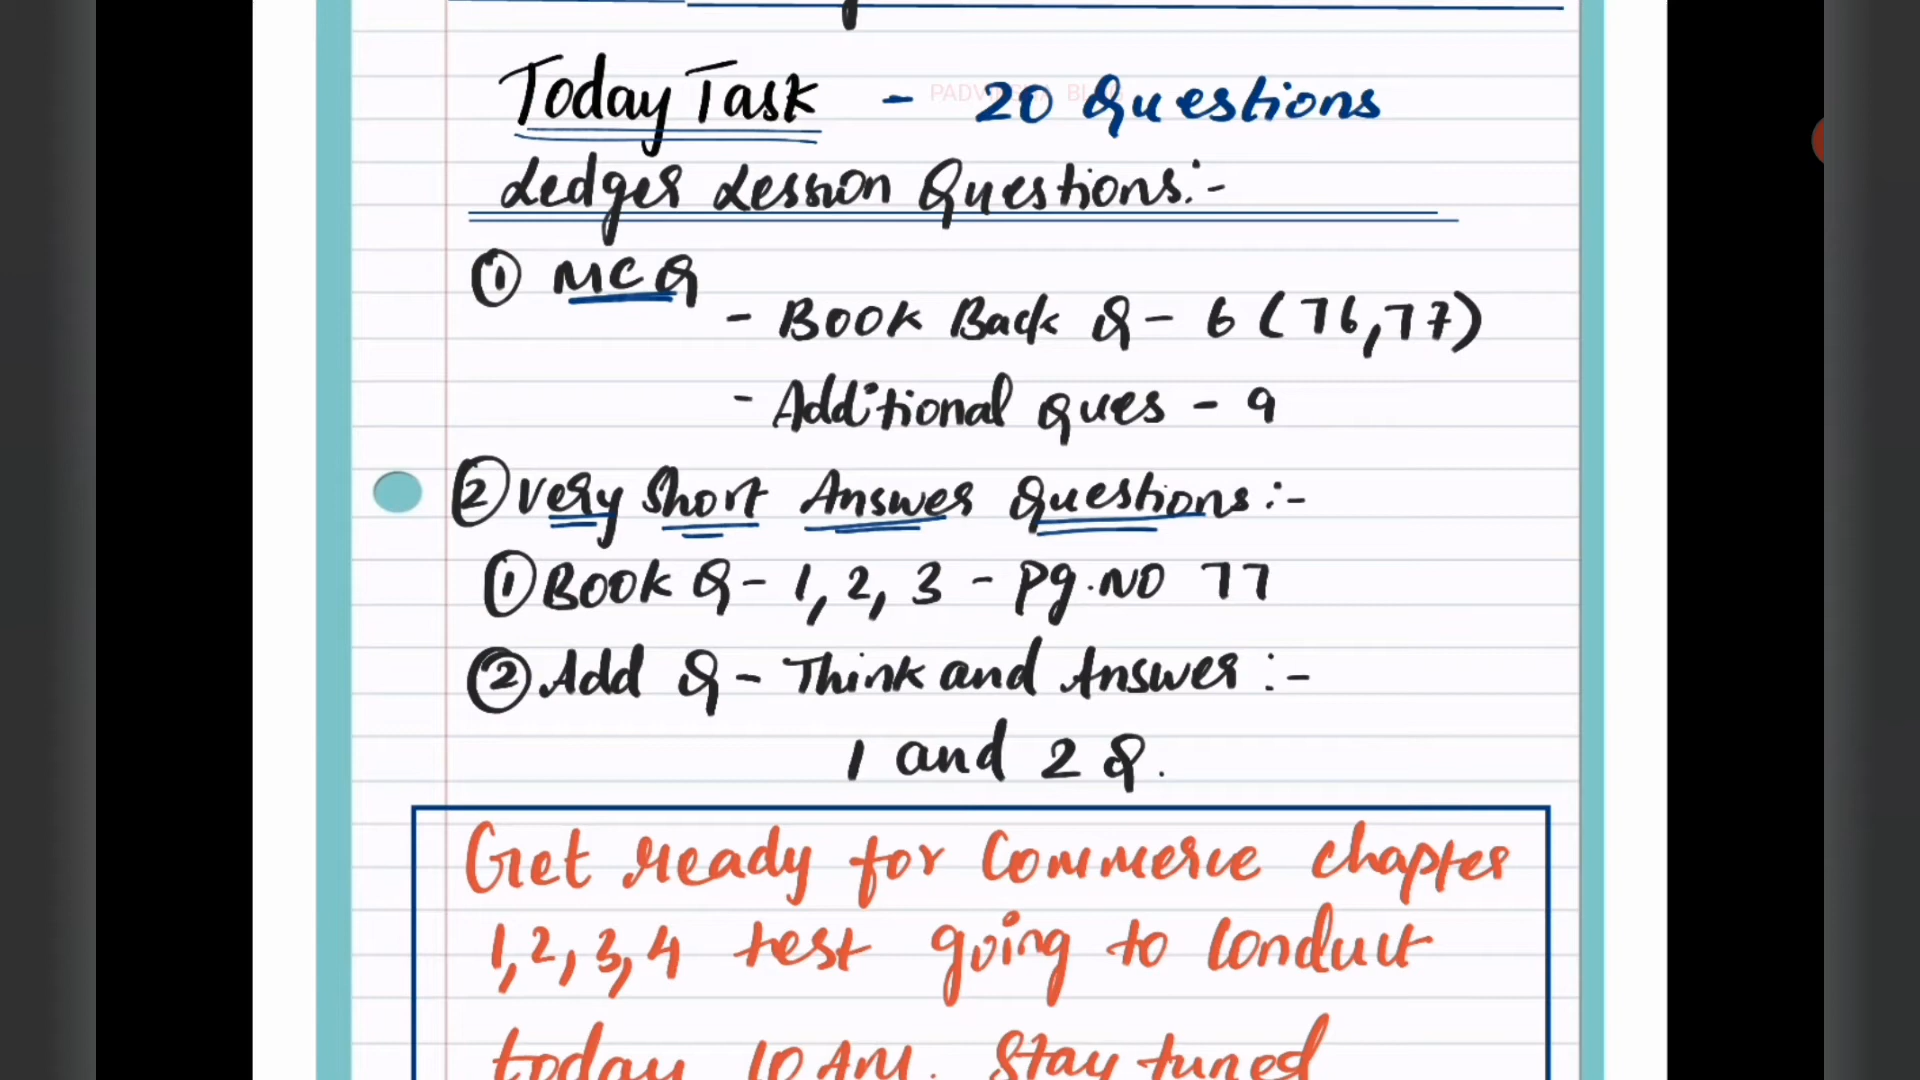 Today Task - 20 Questions
Ledger Lesson Questions:-
① MCQ
- Book Back Q - 6 (76,77)
- Additional Ques - 9
② Very Short Answer Questions:-
① Book Q - 1, 2, 3 - Pg.No 77
② Add Q - Think and Answer :-
1 and 2 Q.
Get ready for Commerce chapter
1,2,3,4 test going to conduct
today 10 AM. Stay tuned